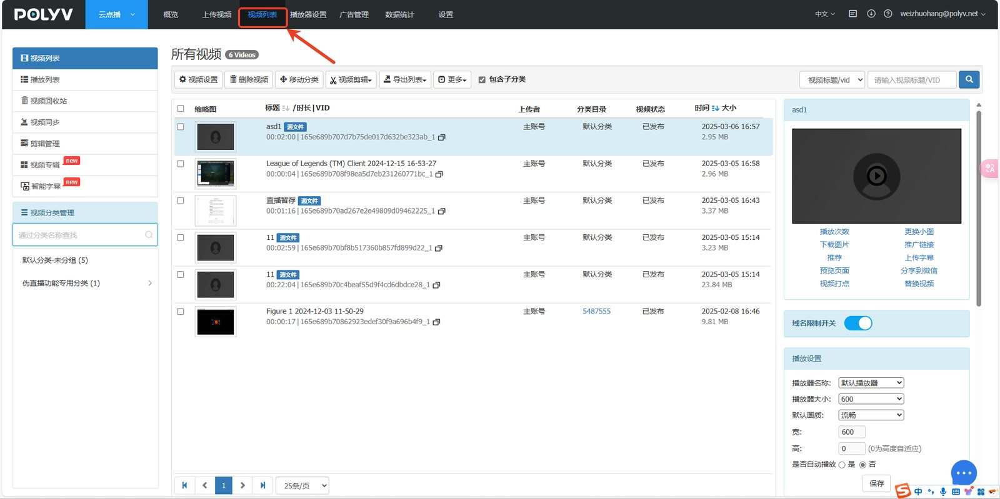 POLYV 云点播 概览 上传视频 视频列表 播放器设置 广告管理 数据统计 设置 中文 weizhuohang@polyv.net
视频列表
播放列表
视频回收站
视频同步
剪辑管理
视频专辑 new
智能字幕 new
视频分类管理
通过分类名称查找
默认分类-未分组 (5)
伪直播功能专用分类 (1)
所有视频 6 Videos
视频设置 删除视频 移动分类 视频剪辑 导出列表 更多 包含子分类 视频标题/vid 请输入视频标题/VID
缩略图 标题 /时长|VID 上传者 分类目录 视频状态 时间 大小
asd1 源文件 主账号 默认分类 已发布 2025-03-06 16:57
00:02:00|165e689b707d7b75de017d632be323ab_1 2.95 MB
League of Legends (TM) Client 2024-12-15 16-53-27 主账号 默认分类 已发布 2025-03-05 16:58
00:00:04|165e689b708f98ea5d7eb231260771bc_1 2.96 MB
直播暂存 源文件 主账号 默认分类 已发布 2025-03-05 16:43
00:01:16|165e689b70ad267e2e49809d09462225_1 3.37 MB
11 源文件 主账号 默认分类 已发布 2025-03-05 15:14
00:02:59|165e689b70bf8b517360b857fd899d22_1 3.23 MB
11 源文件 主账号 默认分类 已发布 2025-03-05 15:14
00:22:04|165e689b70c4beaf55d9f4cd6dbdce28_1 23.84 MB
Figure 1 2024-12-03 11-50-29 主账号 5487555 已发布 2025-02-08 16:46
00:00:17|165e689b70862923edef30f9a696b4f9_1 9.81 MB
1 25条/页
asd1
播放次数 更换小图
下载图片 推广链接
推荐 上传字幕
预览页面 分享到微信
视频打点 替换视频
域名限制开关
播放设置
播放器名称: 默认播放器
播放器大小: 600
默认画质: 流畅
宽: 600
高: 0 (0为高度自适应)
是否自动播放 是 否
保存
中